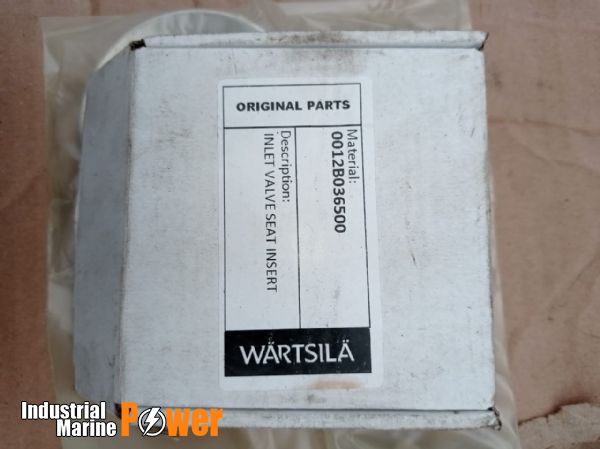 ORIGINAL PARTS
Material:
0012B036500
Description:
INLET VALVE SEAT INSERT
WÄRTSILÄ
Industrial
Marine Power